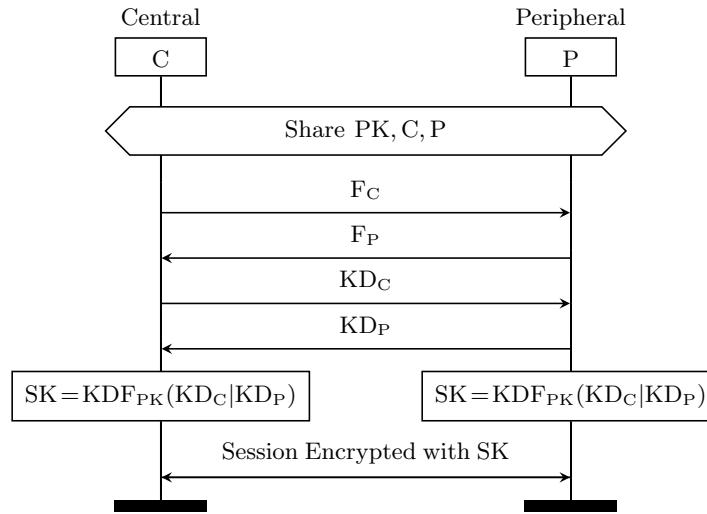 Central Peripheral
C P
Share PK, C, P
F_C
F_P
KD_C
KD_P
SK=KDF_PK(KD_C|KD_P) SK=KDF_PK(KD_C|KD_P)
Session Encrypted with SK